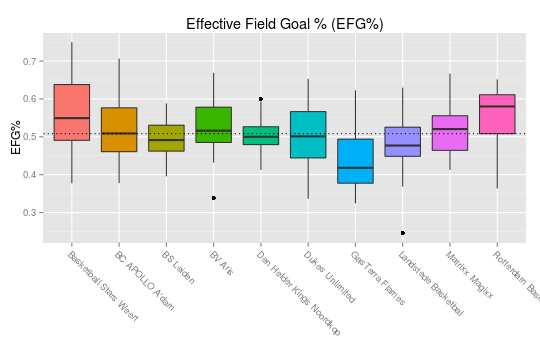 Effective Field Goal % (EFG%)
EFG%
0.7
0.6
0.5
0.4
0.3
Basketball Stars Weert
BC APOLLO A'dam
BS Leiden
BV Aris
Den Helder Kings Noordkop
Dukes Unlimited
GasTerra Flames
Landstede Basketbal
Matrixx Magixx
Rotterdam Bas